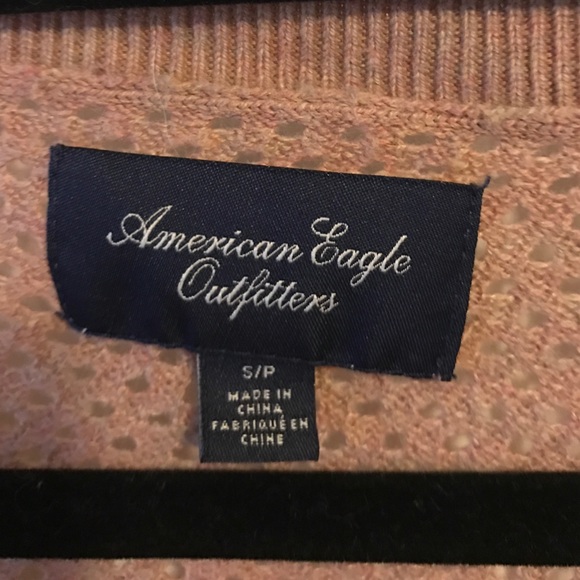 American Eagle
Outfitters
S/P
MADE IN
CHINA
FABRIQUÉ EN
CHINE